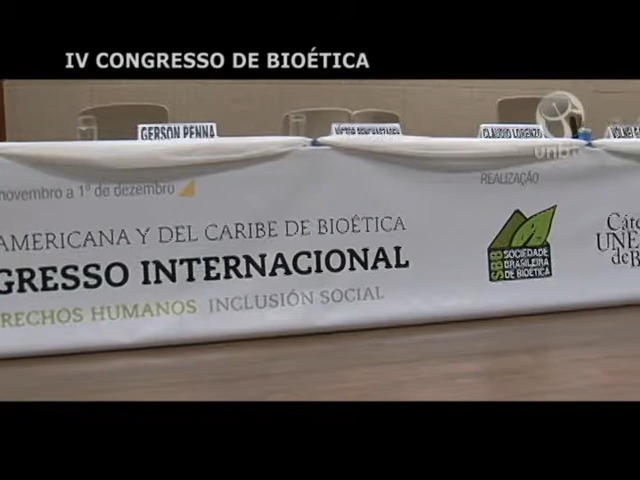 IV CONGRESSO DE BIOÉTICA
GERSON PENNA
CLAUDIO LORENZO
novembro a 1º de dezembro
REALIZAÇÃO
AMERICANA Y DEL CARIBE DE BIOÉTICA
GRESSO INTERNACIONAL
RECHOS HUMANOS INCLUSIÓN SOCIAL
SBB SOCIEDADE
BRASILEIRA
DE BIOÉTICA
Cáte
UNE
de B